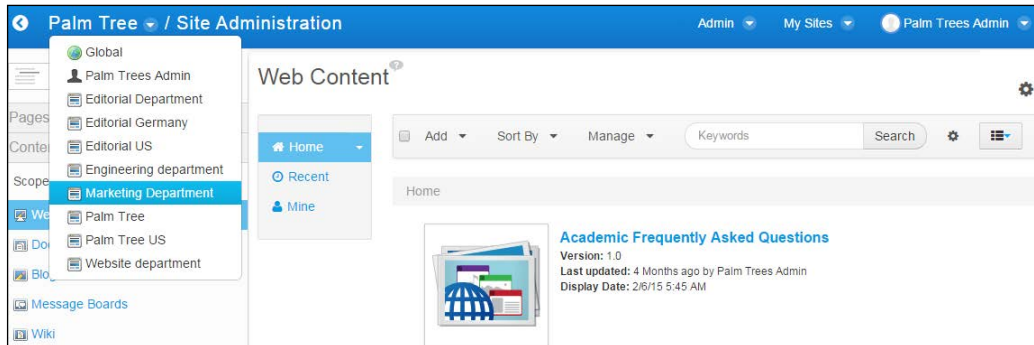 Palm Tree / Site Administration
Admin
My Sites
Palm Trees Admin
Global
Palm Trees Admin
Editorial Department
Editorial Germany
Editorial US
Engineering department
Marketing Department
Palm Tree
Palm Tree US
Website department
Pages
Conte
Scope
We
Do
Blog
Message Boards
Wiki
Web Content
Home
Recent
Mine
Add
Sort By
Manage
Keywords
Search
Home
Academic Frequently Asked Questions
Version: 1.0
Last updated: 4 Months ago by Palm Trees Admin
Display Date: 2/6/15 5:45 AM